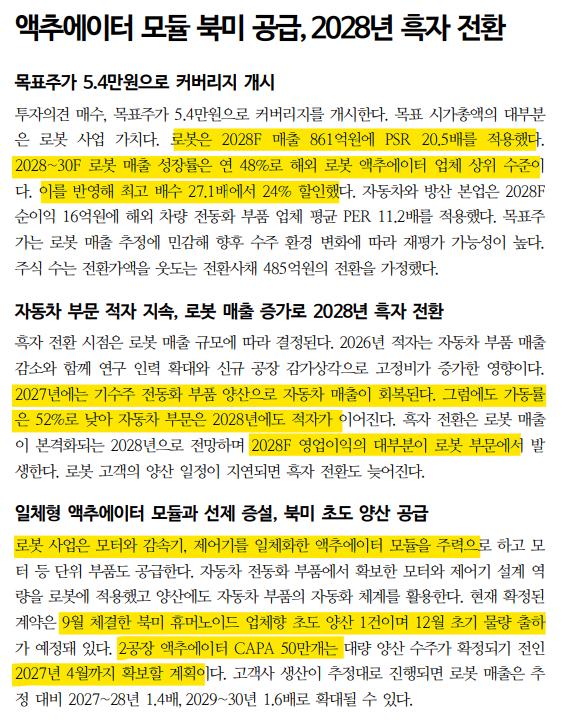 액추에이터 모듈 북미 공급, 2028년 흑자 전환
목표주가 5.4만원으로 커버리지 개시
투자의견 매수, 목표주가 5.4만원으로 커버리지를 개시한다. 목표 시가총액의 대부분
은 로봇 사업 가치다. 로봇은 2028F 매출 861억원에 PSR 20.5배를 적용했다.
2028~30F 로봇 매출 성장률은 연 48%로 해외 로봇 액추에이터 업체 상위 수준이
다. 이를 반영해 최고 배수 27.1배에서 24% 할인했다. 자동차와 방산 본업은 2028F
순이익 16억원에 해외 차량 전동화 부품 업체 평균 PER 11.2배를 적용했다. 목표주
가는 로봇 매출 추정에 민감해 향후 수주 환경 변화에 따라 재평가 가능성이 높다.
주식 수는 전환가액을 웃도는 전환사채 485억원의 전환을 가정했다.
자동차 부문 적자 지속, 로봇 매출 증가로 2028년 흑자 전환
흑자 전환 시점은 로봇 매출 규모에 따라 결정된다. 2026년 적자는 자동차 부품 매출
감소와 함께 연구 인력 확대와 신규 공장 감가상각으로 고정비가 증가한 영향이다.
2027년에는 기수주 전동화 부품 양산으로 자동차 매출이 회복된다. 그럼에도 가동률
은 52%로 낮아 자동차 부문은 2028년에도 적자가 이어진다. 흑자 전환은 로봇 매출
이 본격화되는 2028년으로 전망하며 2028F 영업이익의 대부분이 로봇 부문에서 발
생한다. 로봇 고객의 양산 일정이 지연되면 흑자 전환도 늦어진다.
일체형 액추에이터 모듈과 선제 증설, 북미 초도 양산 공급
로봇 사업은 모터와 감속기, 제어기를 일체화한 액추에이터 모듈을 주력으로 하고 모
터 등 단위 부품도 공급한다. 자동차 전동화 부품에서 확보한 모터와 제어기 설계 역
량을 로봇에 적용했고 양산에도 자동차 부품의 자동화 체계를 활용한다. 현재 확정된
계약은 9월 체결한 북미 휴머노이드 업체향 초도 양산 1건이며 12월 초기 물량 출하
가 예정돼 있다. 2공장 액추에이터 CAPA 50만개는 대량 양산 수주가 확정되기 전인
2027년 4월까지 확보할 계획이다. 고객사 생산이 추정대로 진행되면 로봇 매출은 추
정 대비 2027~28년 1.4배, 2029~30년 1.6배로 확대될 수 있다.